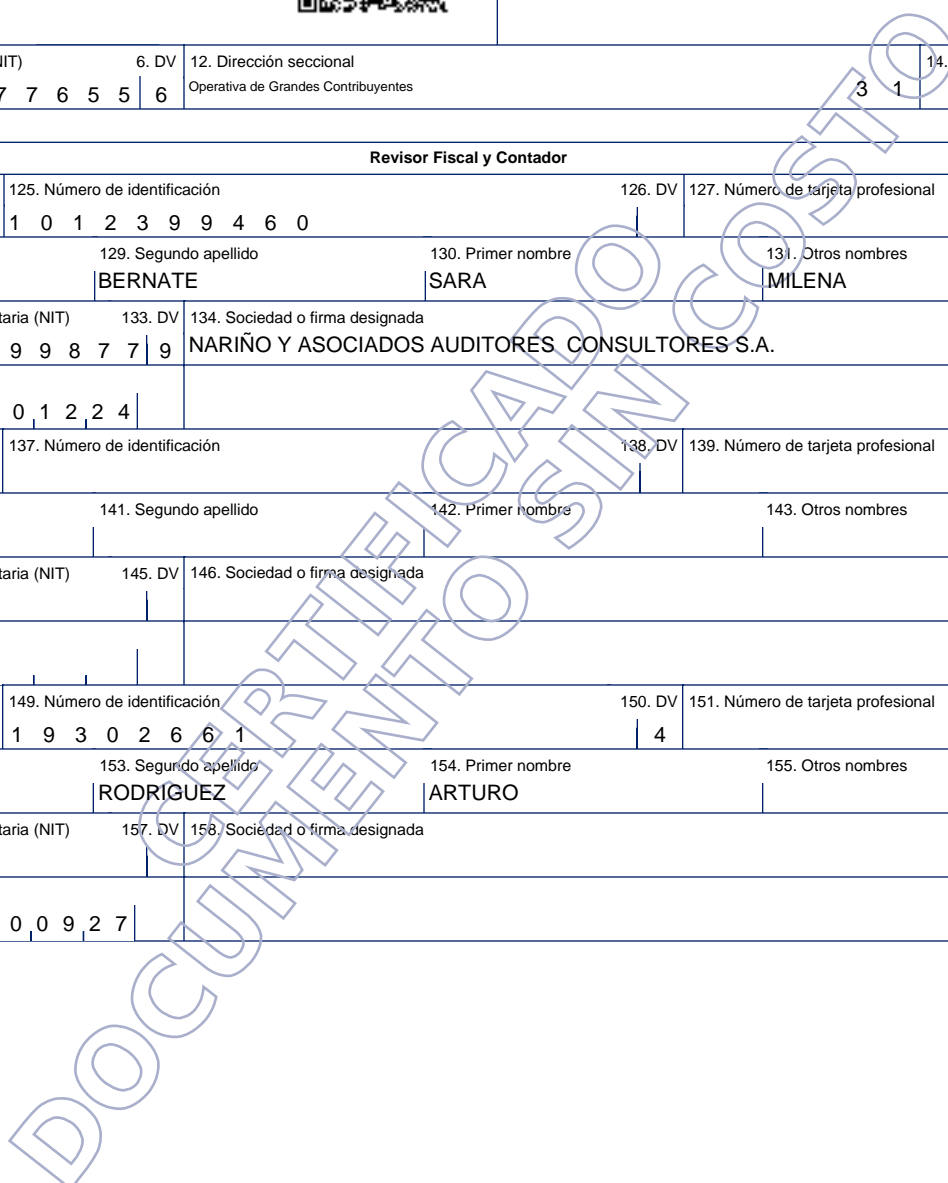 NIT) 6. DV 12. Dirección seccional 14.
7 7 6 5 5 6 Operativa de Grandes Contribuyentes 3 1
Revisor Fiscal y Contador
125. Número de identificación 126. DV 127. Número de tarjeta profesional
1 0 1 2 3 9 9 4 6 0
129. Segundo apellido 130. Primer nombre 131. Otros nombres
BERNATE SARA MILENA
taria (NIT) 133. DV 134. Sociedad o firma designada
9 9 8 7 7 9 NARIÑO Y ASOCIADOS AUDITORES CONSULTORES S.A.
0 1 2 2 4
137. Número de identificación 138. DV 139. Número de tarjeta profesional
141. Segundo apellido 142. Primer nombre 143. Otros nombres
taria (NIT) 145. DV 146. Sociedad o firma designada
149. Número de identificación 150. DV 151. Número de tarjeta profesional
1 9 3 0 2 6 6 1 4
153. Segundo apellido 154. Primer nombre 155. Otros nombres
RODRIGUEZ ARTURO
taria (NIT) 157. DV 158. Sociedad o firma designada
0 0 9 2 7
CERTIFICADO
DOCUMENTO SIN COSTO